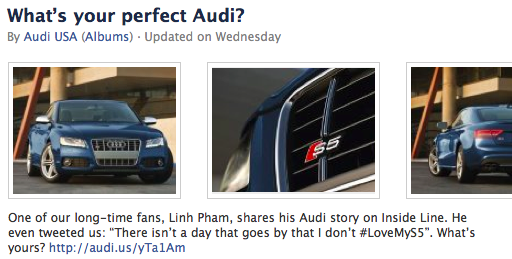 What's your perfect Audi?
By Audi USA (Albums) · Updated on Wednesday
S5
One of our long-time fans, Linh Pham, shares his Audi story on Inside Line. He
even tweeted us: “There isn't a day that goes by that I don't #LoveMyS5”. What's
yours? http://audi.us/yTa1Am